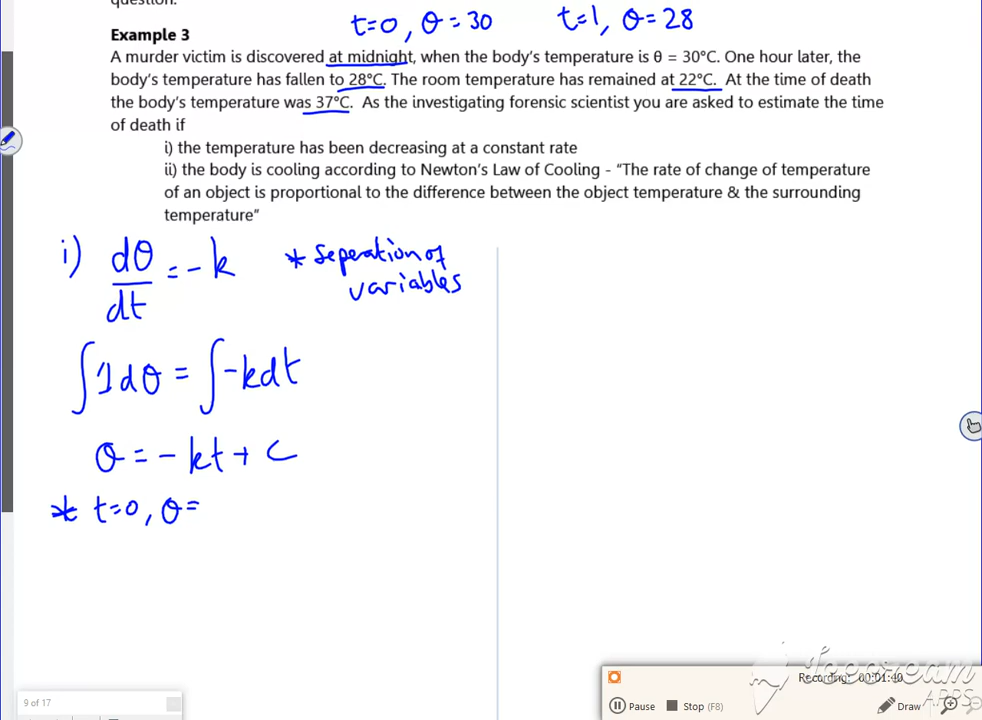 question.
t=0, θ=30 t=1, θ=28
Example 3
A murder victim is discovered at midnight, when the body's temperature is θ = 30°C. One hour later, the
body's temperature has fallen to 28°C. The room temperature has remained at 22°C. At the time of death
the body's temperature was 37°C. As the investigating forensic scientist you are asked to estimate the time
of death if
i) the temperature has been decreasing at a constant rate
ii) the body is cooling according to Newton's Law of Cooling - "The rate of change of temperature
of an object is proportional to the difference between the object temperature & the surrounding
temperature"
i) dθ/dt = -k * Seperation of
variables
∫1dθ = ∫-kdt
θ = -kt + c
* t=0, θ=
Recording: 00:01:40
APPS
9 of 17
Pause Stop (F8) Draw